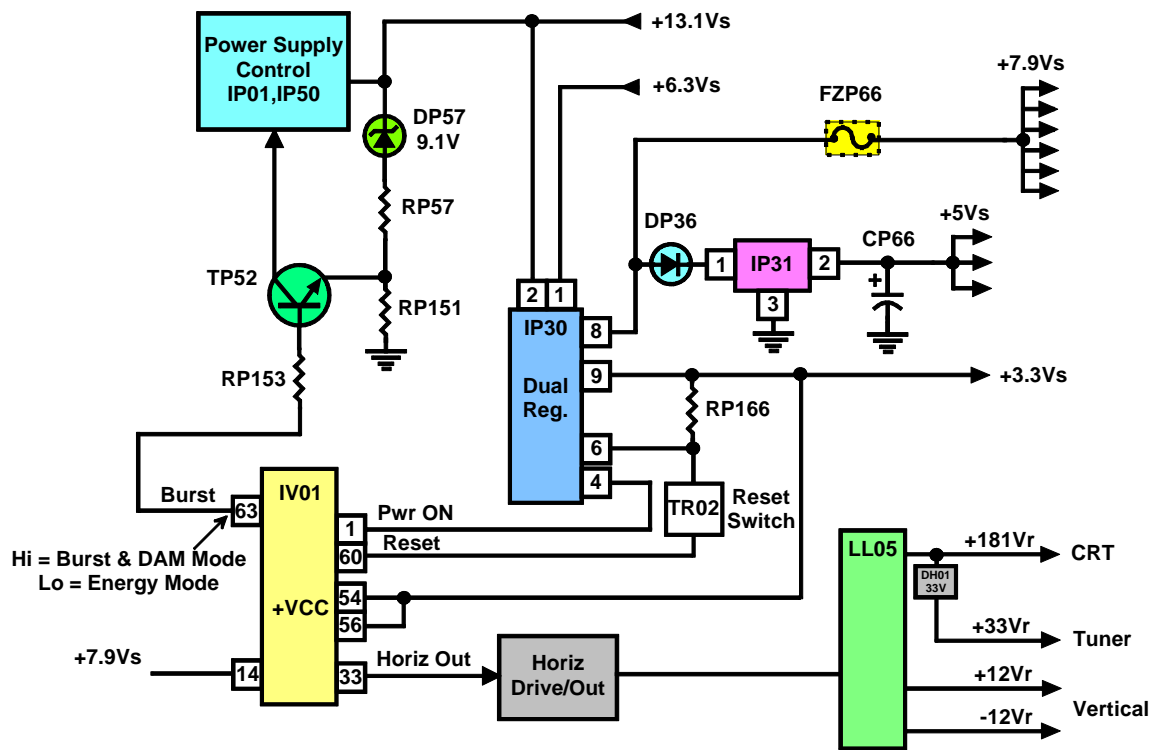 Power Supply
Control
IP01,IP50
+13.1Vs
+6.3Vs
+7.9Vs
FZP66
DP57
9.1V
RP57
DP36
1
IP31
2
3
CP66
+
+5Vs
TP52
RP151
2
1
IP30
Dual
Reg.
8
9
6
4
+3.3Vs
RP153
RP166
TR02
Reset
Switch
Burst
63
IV01
1
Pwr ON
60
Reset
Hi = Burst & DAM Mode
Lo = Energy Mode
+VCC
54
56
+7.9Vs
14
33
Horiz Out
Horiz
Drive/Out
LL05
+181Vr
CRT
DH01
33V
+33Vr
Tuner
+12Vr
Vertical
-12Vr